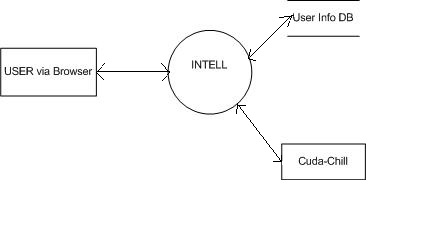 User Info DB
INTELL
USER via Browser
Cuda-Chill